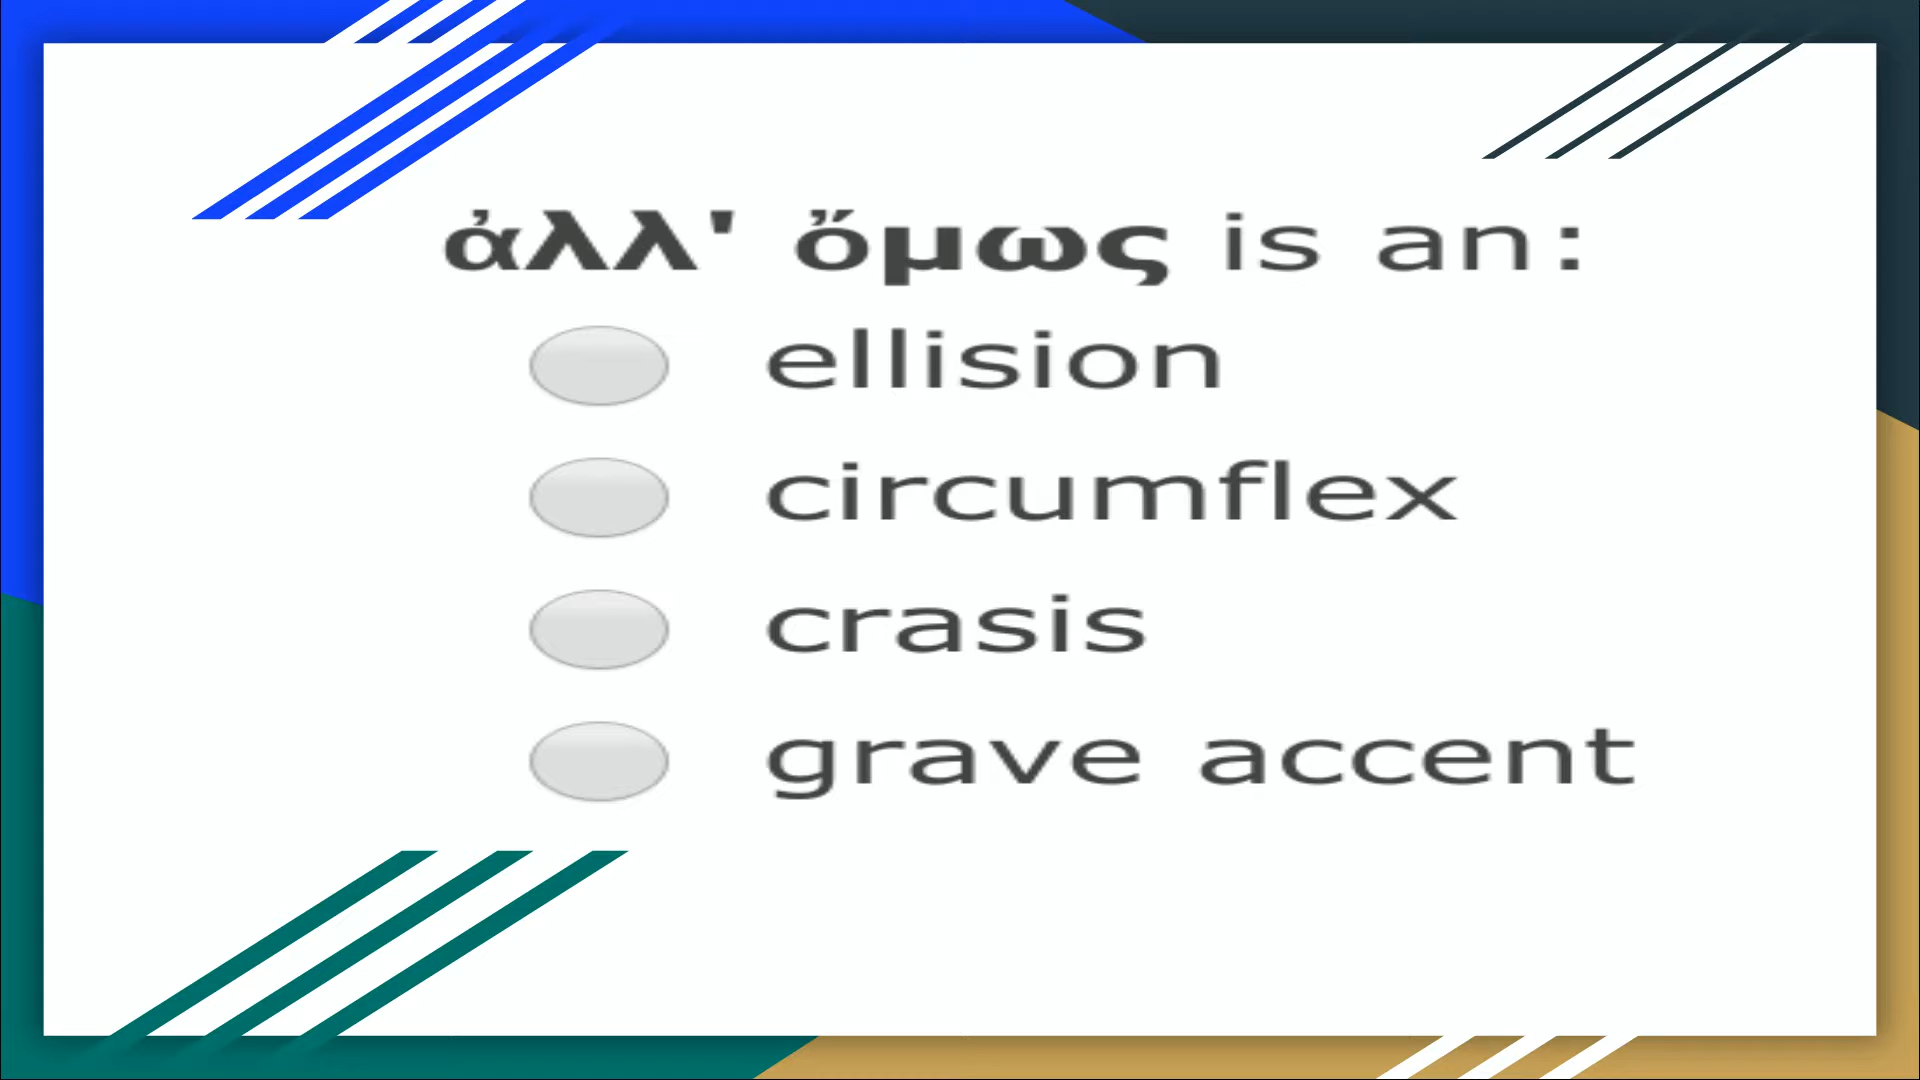 ἀλλ' ὅμως is an:
ellision
circumflex
crasis
grave accent